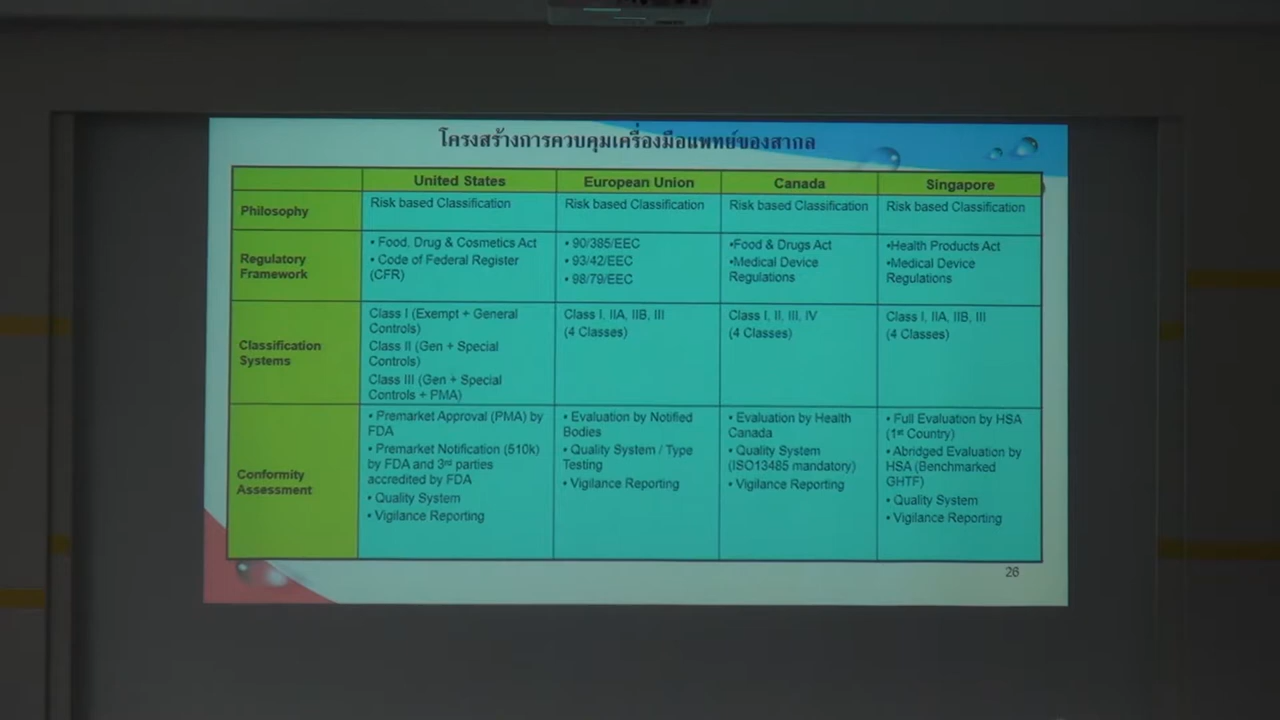 โครงสร้างการควบคุมเครื่องมือแพทย์ของสากล
United States
European Union
Canada
Singapore
Philosophy
Risk based Classification
Risk based Classification
Risk based Classification
Risk based Classification
Regulatory
Framework
• Food, Drug & Cosmetics Act
• Code of Federal Register
(CFR)
• 90/385/EEC
• 93/42/EEC
• 98/79/EEC
•Food & Drugs Act
•Medical Device
Regulations
•Health Products Act
•Medical Device
Regulations
Classification
Systems
Class I (Exempt + General
Controls)
Class II (Gen + Special
Controls)
Class III (Gen + Special
Controls + PMA)
Class I, IIA, IIB, III
(4 Classes)
Class I, II, III, IV
(4 Classes)
Class I, IIA, IIB, III
(4 Classes)
Conformity
Assessment
• Premarket Approval (PMA) by
FDA
• Premarket Notification (510k)
by FDA and 3rd parties
accredited by FDA
• Quality System
• Vigilance Reporting
• Evaluation by Notified
Bodies
• Quality System / Type
Testing
• Vigilance Reporting
• Evaluation by Health
Canada
• Quality System
(ISO13485 mandatory)
• Vigilance Reporting
• Full Evaluation by HSA
(1st Country)
• Abridged Evaluation by
HSA (Benchmarked
GHTF)
• Quality System
• Vigilance Reporting
26